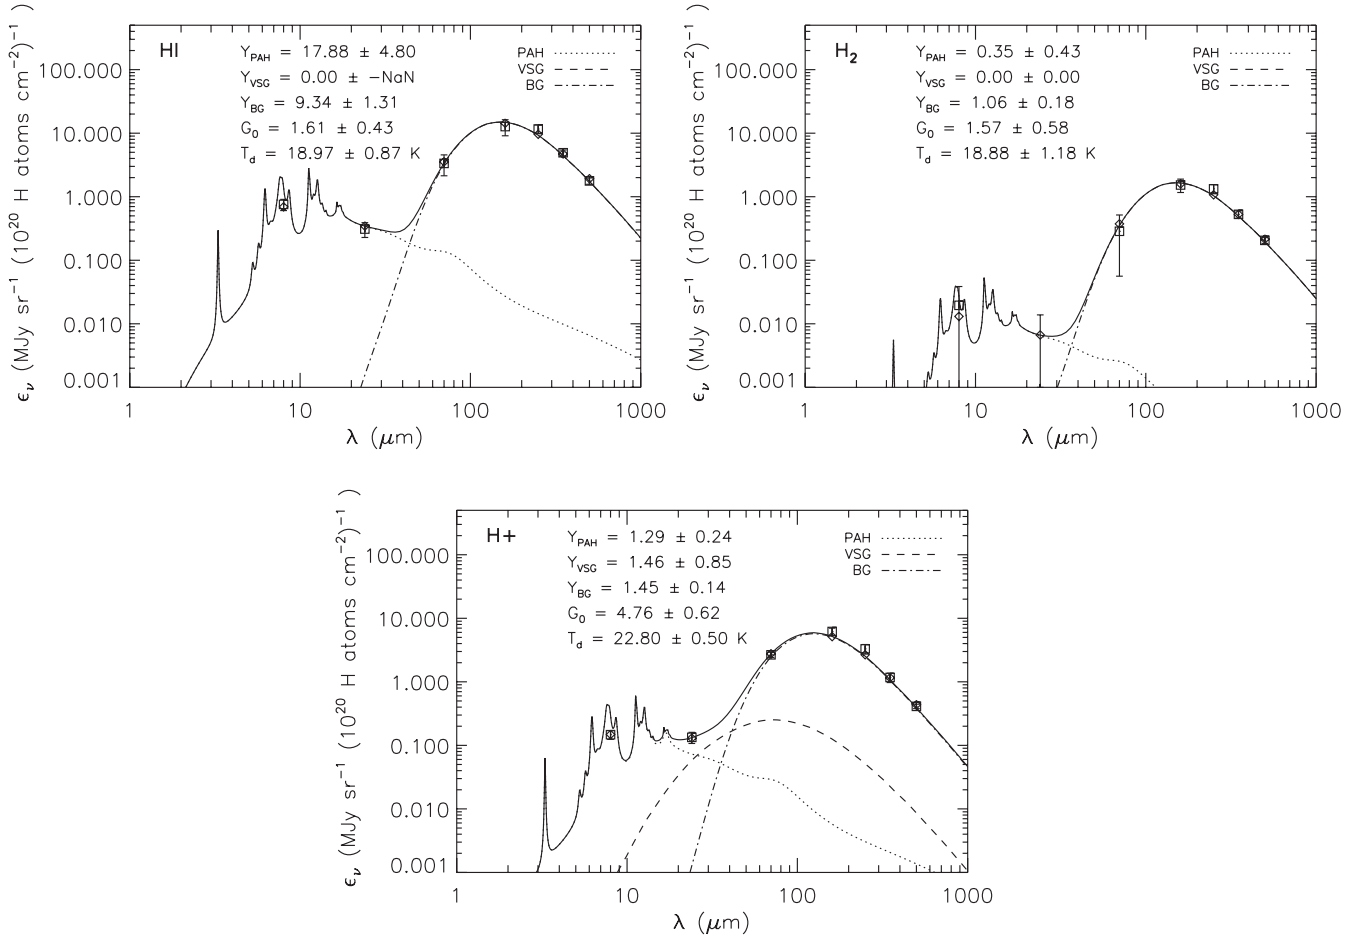 HI
Y_PAH = 17.88 ± 4.80
Y_VSG = 0.00 ± −NaN
Y_BG = 9.34 ± 1.31
G_0 = 1.61 ± 0.43
T_d = 18.97 ± 0.87 K
PAH
VSG
BG
ε_ν (MJy sr⁻¹ (10²⁰ H atoms cm⁻²)⁻¹ )
100.000
10.000
1.000
0.100
0.010
0.001
1 10 100 1000
λ (μm)
H₂
Y_PAH = 0.35 ± 0.43
Y_VSG = 0.00 ± 0.00
Y_BG = 1.06 ± 0.18
G_0 = 1.57 ± 0.58
T_d = 18.88 ± 1.18 K
PAH
VSG
BG
ε_ν (MJy sr⁻¹ (10²⁰ H atoms cm⁻²)⁻¹ )
100.000
10.000
1.000
0.100
0.010
0.001
1 10 100 1000
λ (μm)
H+
Y_PAH = 1.29 ± 0.24
Y_VSG = 1.46 ± 0.85
Y_BG = 1.45 ± 0.14
G_0 = 4.76 ± 0.62
T_d = 22.80 ± 0.50 K
PAH
VSG
BG
ε_ν (MJy sr⁻¹ (10²⁰ H atoms cm⁻²)⁻¹ )
100.000
10.000
1.000
0.100
0.010
0.001
1 10 100 1000
λ (μm)